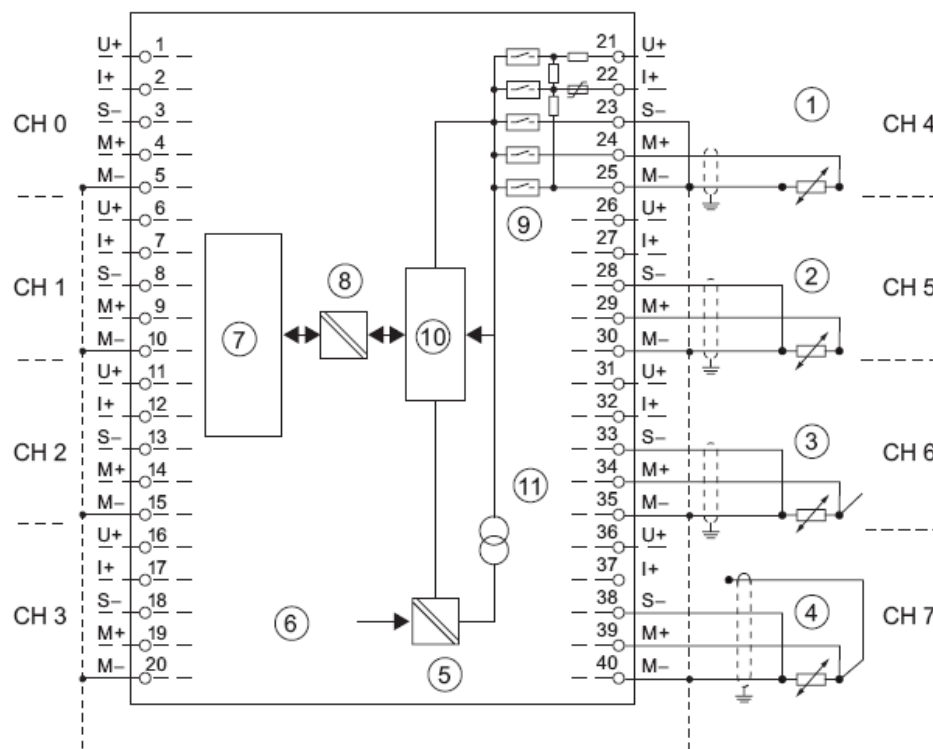 U+ 1 21 U+
I+ 2 22 I+
S– 3 23 S– ①
CH 0 CH 4
M+ 4 24 M+
M– 5 25 M–
U+ 6 26 U+
⑨
I+ 7 27 I+
S– 8 28 S– ②
⑧
CH 1 CH 5
M+ 9 29 M+
⑦ ⑩
M– 10 30 M–
U+ 11 31 U+
I+ 12 32 I+
S– 13 33 S– ③
CH 2 CH 6
M+ 14 34 M+
⑪
M– 15 35 M–
U+ 16 36 U+
I+ 17 37 I+
S– 18 38 S– ④
CH 3 ⑥ CH 7
M+ 19 39 M+
M– 20 ⑤ 40 M–